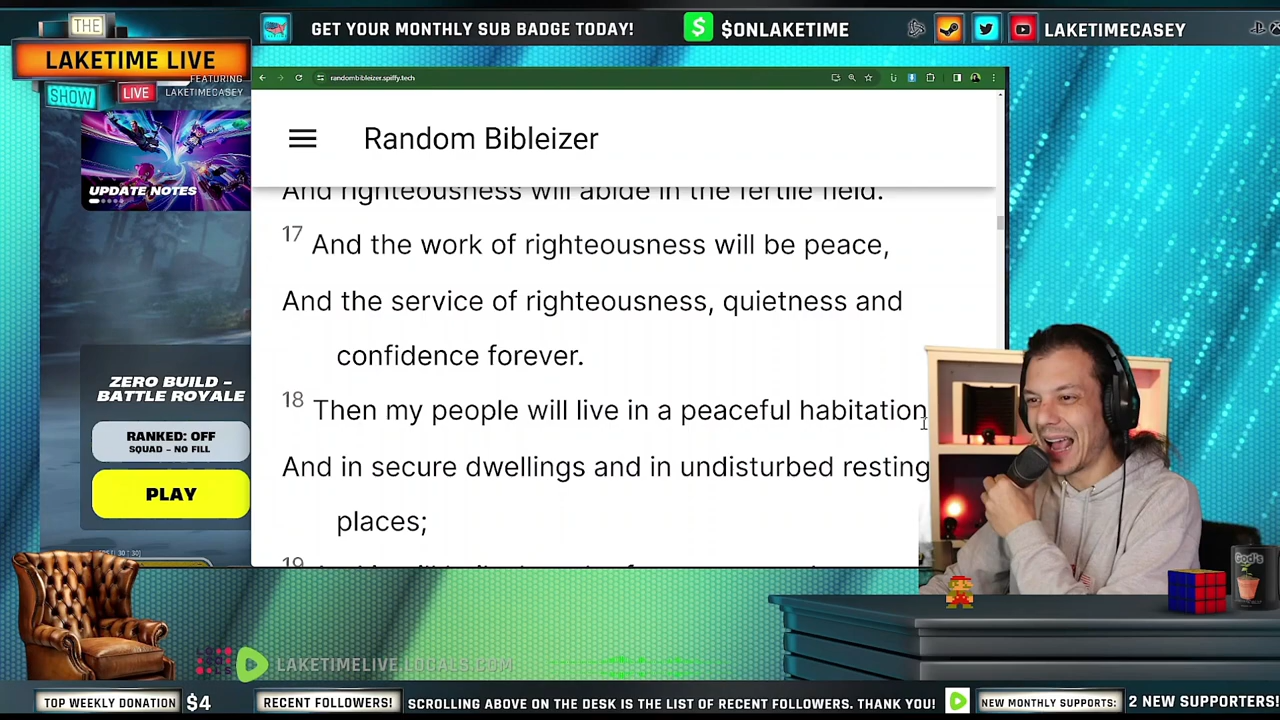 THE
LAKETIME LIVE
FEATURING
LAKETIMECASEY
SHOW
LIVE
GET YOUR MONTHLY SUB BADGE TODAY!
$ONLAKETIME
LAKETIMECASEY
randombibleizer.spiffy.tech
Random Bibleizer
And righteousness will abide in the fertile field.
17 And the work of righteousness will be peace,
And the service of righteousness, quietness and
confidence forever.
18 Then my people will live in a peaceful habitation
And in secure dwellings and in undisturbed resting
places;
19
UPDATE NOTES
ZERO BUILD –
BATTLE ROYALE
RANKED: OFF
SQUAD – NO FILL
PLAY
God's
LAKETIMELIVE.LOCALS.COM
TOP WEEKLY DONATION
$4
RECENT FOLLOWERS!
SCROLLING ABOVE ON THE DESK IS THE LIST OF RECENT FOLLOWERS. THANK YOU!
NEW MONTHLY SUPPORTS:
2 NEW SUPPORTERS!